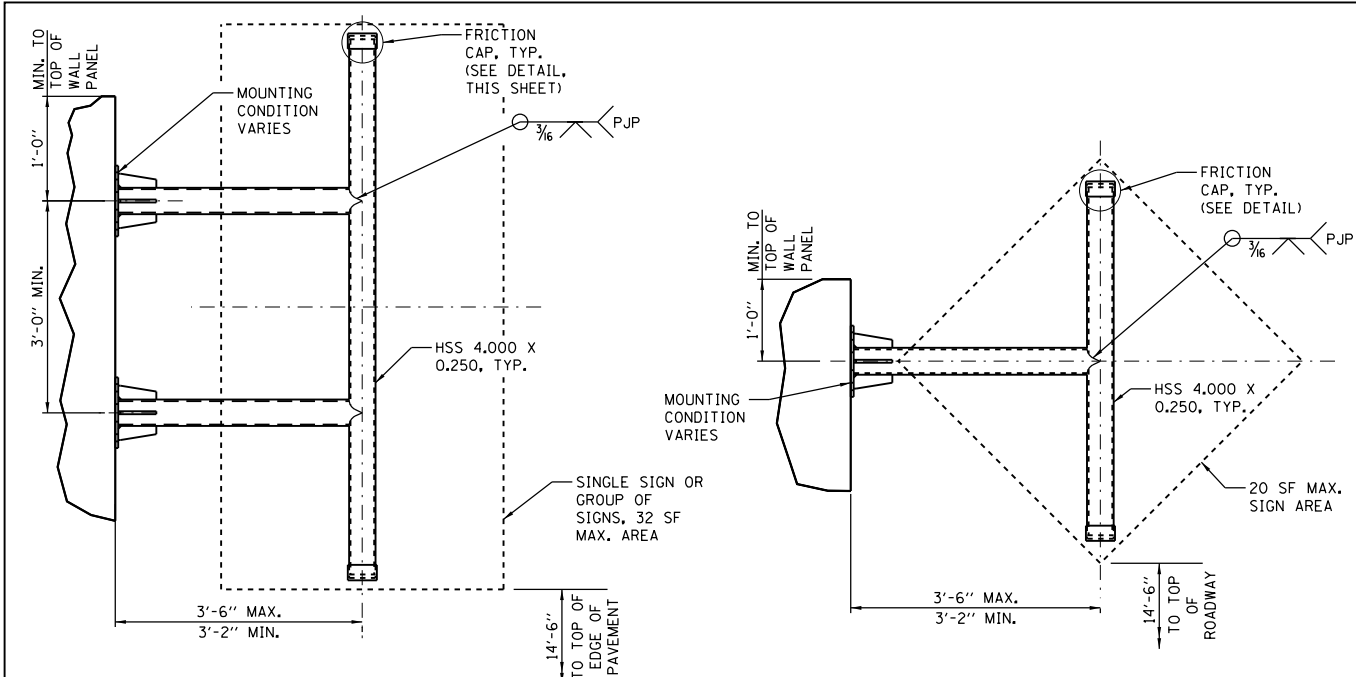 MIN. TO
TOP OF
WALL
PANEL
1'-0"
3'-0" MIN.
MOUNTING
CONDITION
VARIES
FRICTION
CAP, TYP.
(SEE DETAIL,
THIS SHEET)
3/16
PJP
HSS 4.000 X
0.250, TYP.
SINGLE SIGN OR
GROUP OF
SIGNS, 32 SF
MAX. AREA
3'-6" MAX.
3'-2" MIN.
14'-6"
TO TOP OF
EDGE OF
PAVEMENT
MIN. TO
TOP OF
WALL
PANEL
1'-0"
MOUNTING
CONDITION
VARIES
FRICTION
CAP, TYP.
(SEE DETAIL)
3/16
PJP
HSS 4.000 X
0.250, TYP.
20 SF MAX.
SIGN AREA
3'-6" MAX.
3'-2" MIN.
14'-6"
TO TOP
OF
ROADWAY